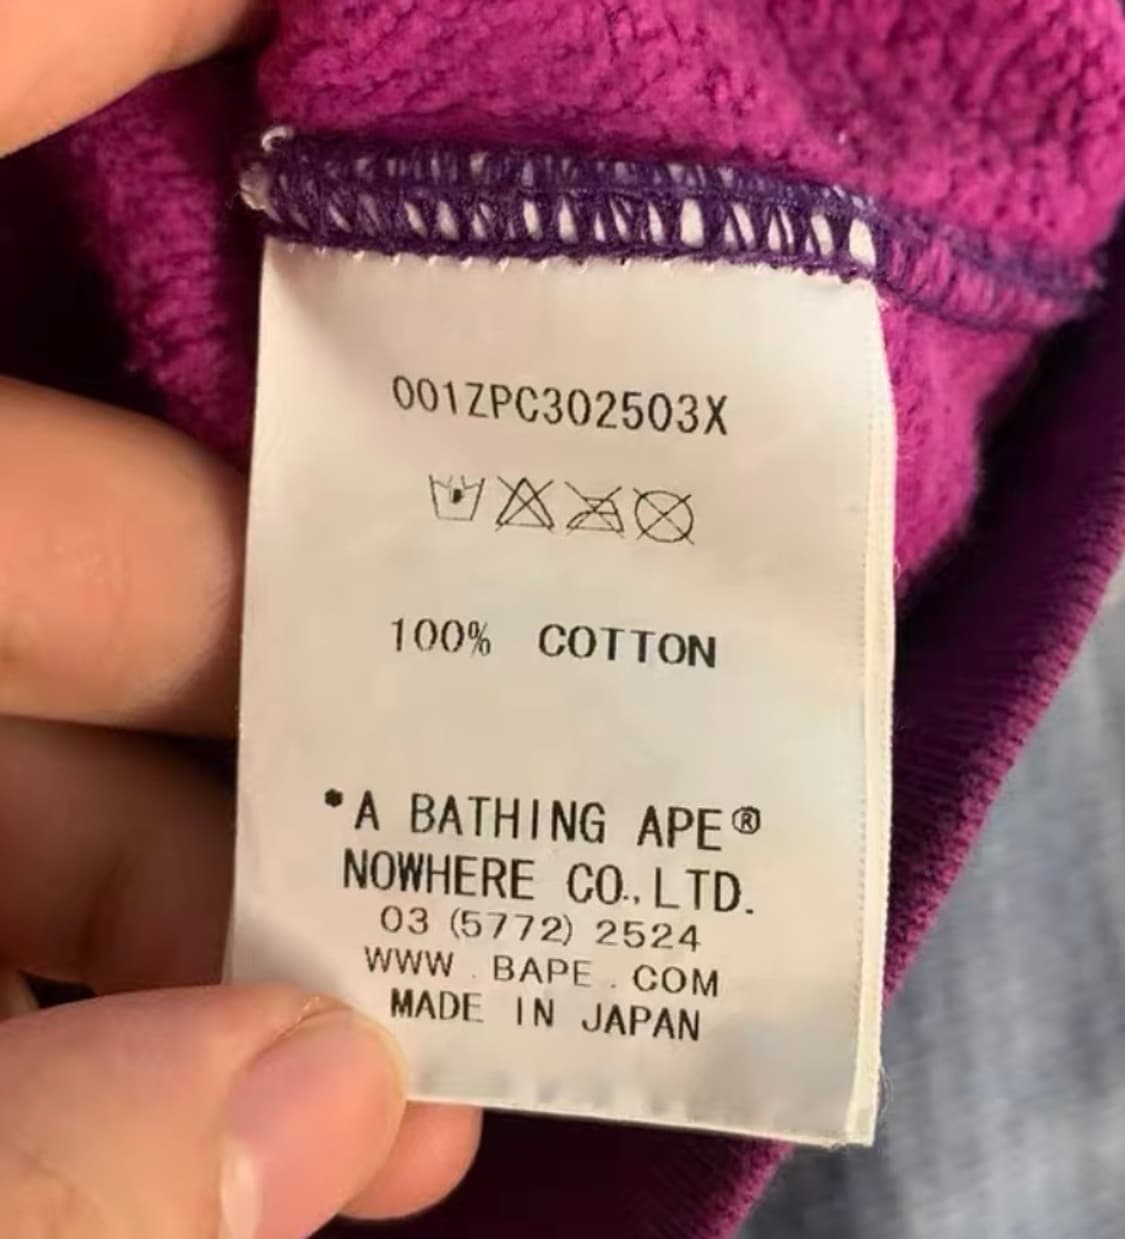 001ZPC302503X
100% COTTON
*A BATHING APE®
NOWHERE CO.,LTD.
03 (5772) 2524
WWW . BAPE . COM
MADE IN JAPAN